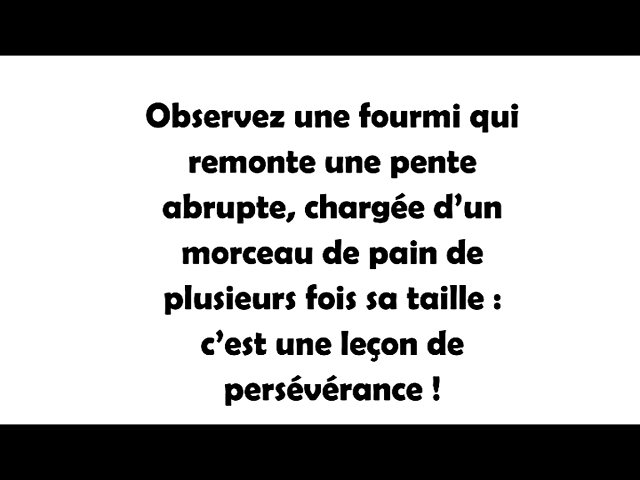 Observez une fourmi qui
remonte une pente
abrupte, chargée d’un
morceau de pain de
plusieurs fois sa taille :
c’est une leçon de
persévérance !